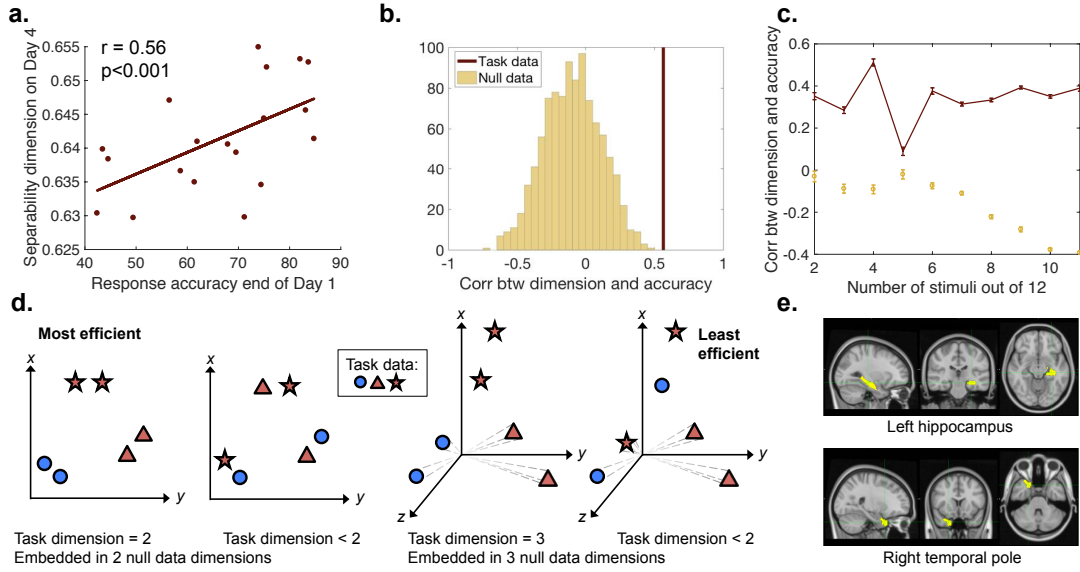 a.
r = 0.56
p<0.001
Separability dimension on Day 4
0.655
0.65
0.645
0.64
0.635
0.63
0.625
40 50 60 70 80 90
Response accuracy end of Day 1
b.
Task data
Null data
100
80
60
40
20
0
-1 -0.5 0 0.5 1
Corr btw dimension and accuracy
c.
Corr btw dimension and accuracy
0.6
0.4
0.2
0
-0.2
-0.4
2 4 6 8 10
Number of stimuli out of 12
d.
Most efficient
x
y
x
y
Task data:
x
y
z
x
y
z
Least
efficient
Task dimension = 2
Embedded in 2 null data dimensions
Task dimension < 2
Task dimension = 3
Embedded in 3 null data dimensions
Task dimension < 2
e.
Left hippocampus
Right temporal pole